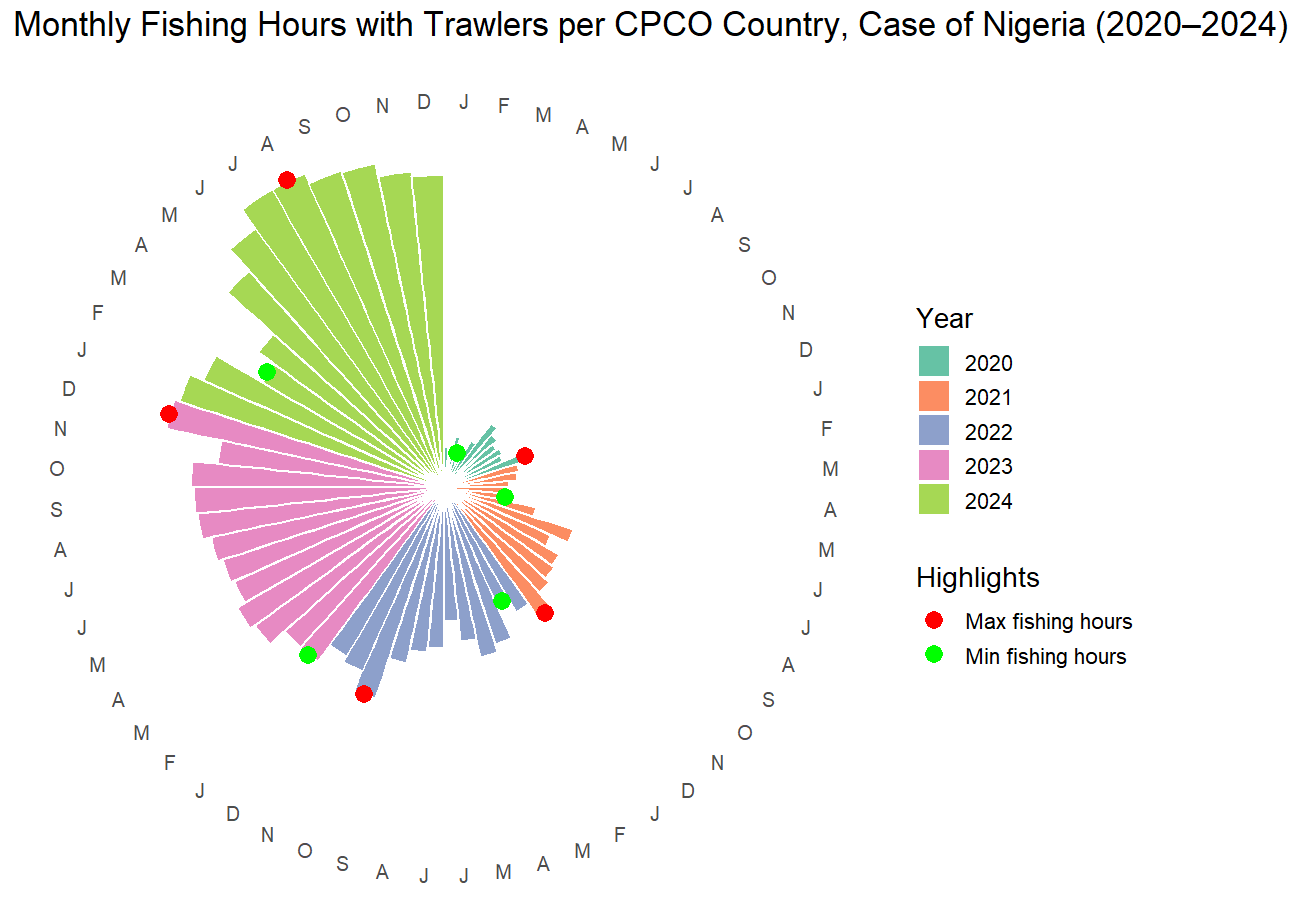 Monthly Fishing Hours with Trawlers per CPCO Country, Case of Nigeria (2020–2024)
J
F
M
A
M
J
J
A
S
O
N
D
J
F
M
A
M
J
J
A
S
O
N
D
J
F
M
A
M
J
J
A
S
O
N
D
J
F
M
A
M
J
J
A
S
O
N
D
J
F
M
A
M
J
J
A
S
O
N
D
Year
2020
2021
2022
2023
2024
Highlights
Max fishing hours
Min fishing hours